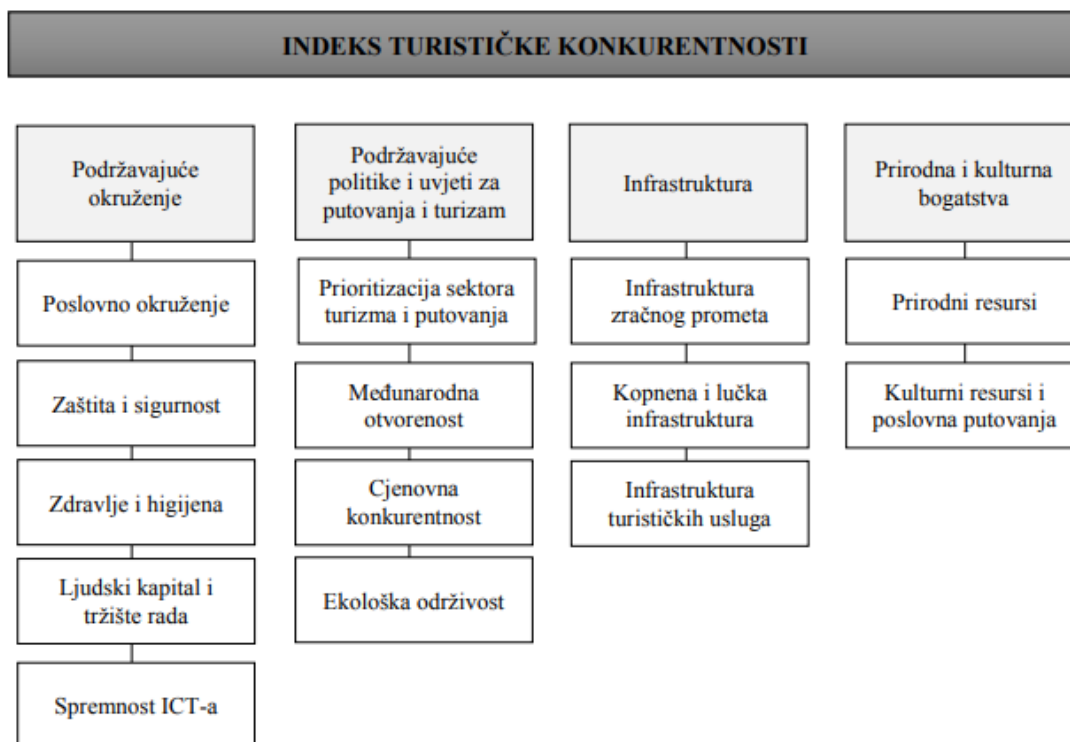 INDEKS TURISTIČKE KONKURENTNOSTI
Podržavajuće
okruženje
Poslovno okruženje
Zaštita i sigurnost
Zdravlje i higijena
Ljudski kapital i
tržište rada
Spremnost ICT-a
Podržavajuće
politike i uvjeti za
putovanja i turizam
Prioritizacija sektora
turizma i putovanja
Međunarodna
otvorenost
Cjenovna
konkurentnost
Ekološka održivost
Infrastruktura
Infrastruktura
zračnog prometa
Kopnena i lučka
infrastruktura
Infrastruktura
turističkih usluga
Prirodna i kulturna
bogatstva
Prirodni resursi
Kulturni resursi i
poslovna putovanja